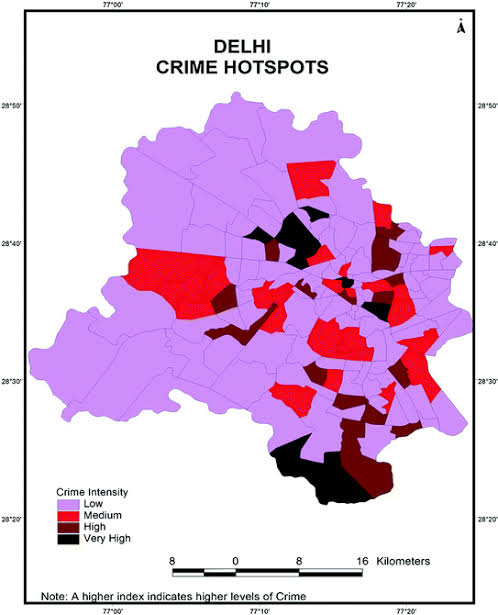 77°00' 77°10' 77°20'
N
DELHI
CRIME HOTSPOTS
28°50' 28°50'
28°40' 28°40'
28°30' 28°30'
28°20' 28°20'
Crime Intensity
Low
Medium
High
Very High
8 0 8 16 Kilometers
Note: A higher index indicates higher levels of Crime
77°00' 77°10' 77°20'